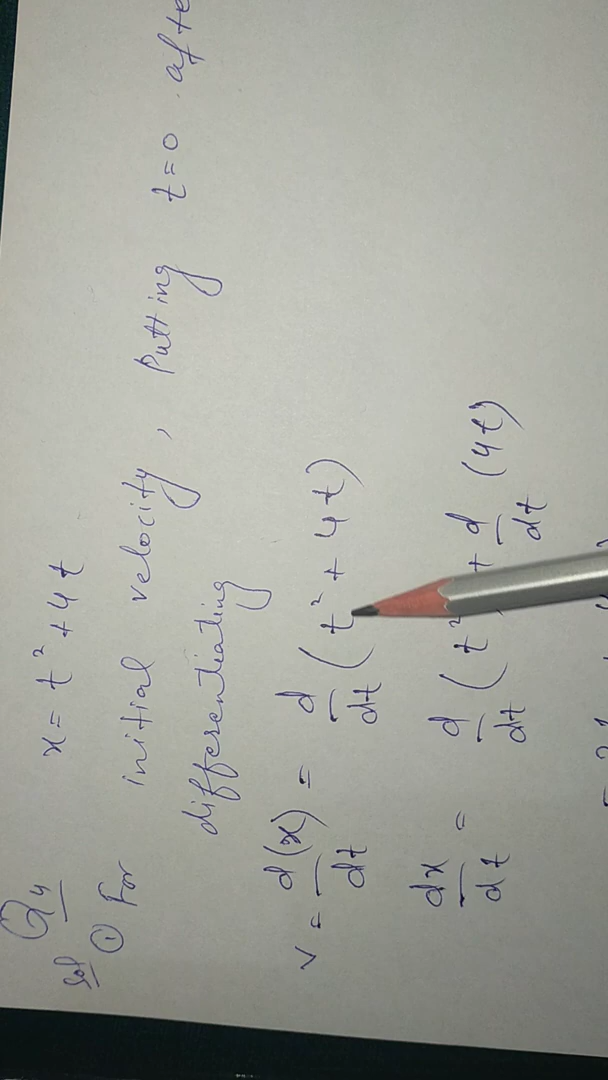 Q4
Sol x = t² + 4t
① For initial velocity, Putting t = 0. afte
differentiating
v = d(x)/dt = d/dt (t² + 4t)
dx/dt = d/dt (t² + d/dt (4t)